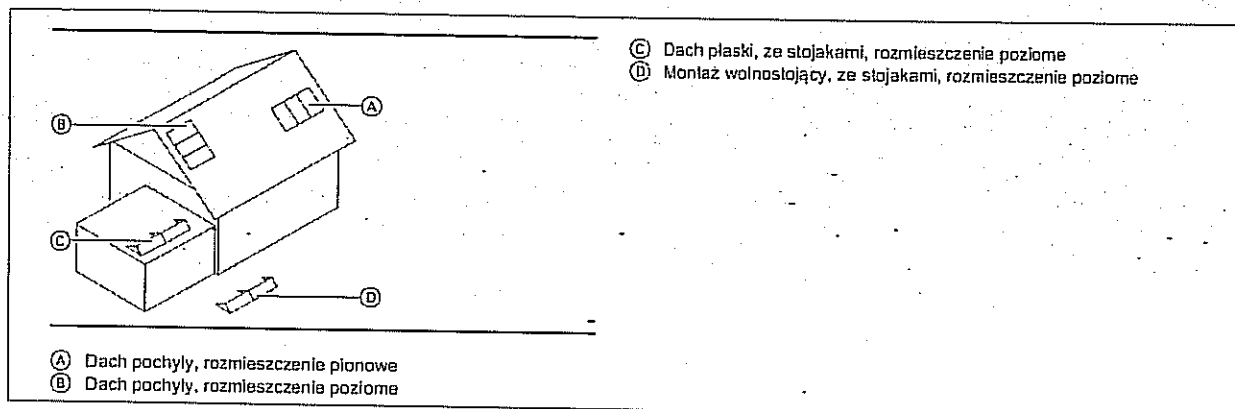 B
A
C
D
Ⓐ Dach pochyły, rozmieszczenie pionowe
Ⓑ Dach pochyły, rozmieszczenie poziome
Ⓒ Dach płaski, ze stojakami, rozmieszczenie poziome
Ⓓ Montaż wolnostojący, ze stojakami, rozmieszczenie poziome